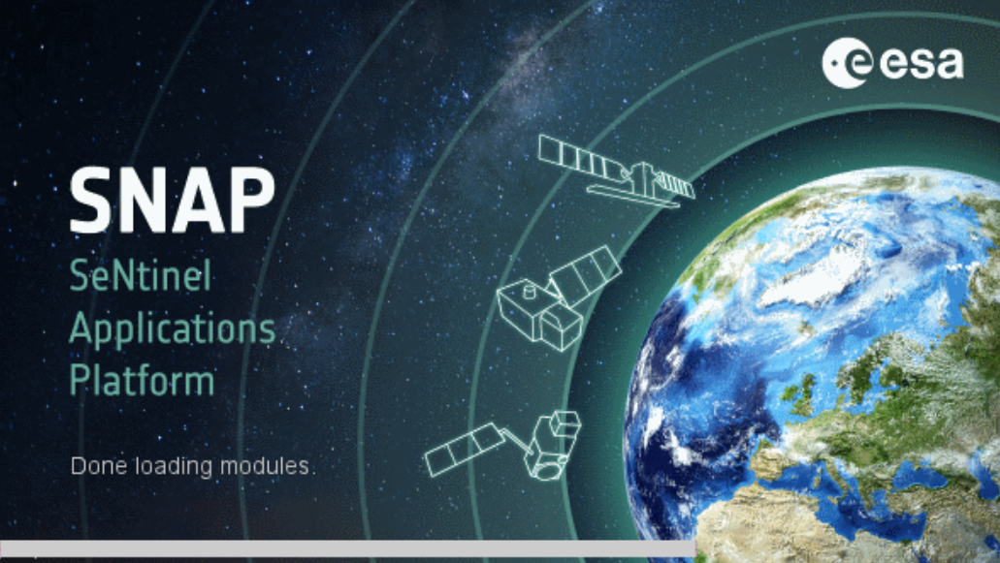 esa
SNAP
SeNtinel
Applications
Platform
Done loading modules.